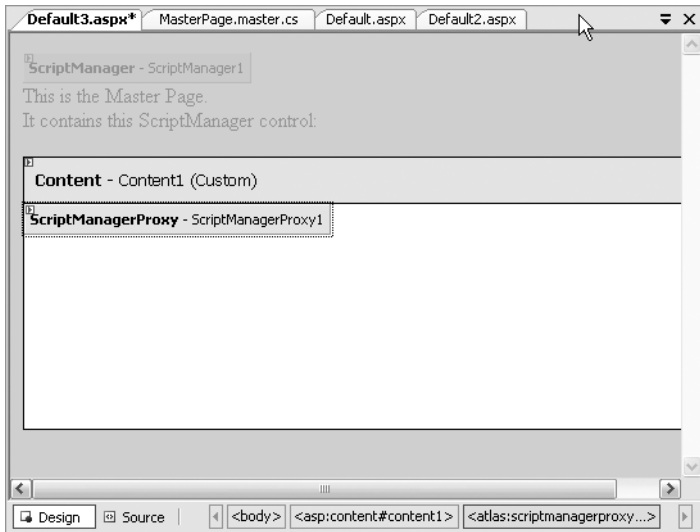 Default3.aspx* MasterPage.master.cs Default.aspx Default2.aspx
ScriptManager - ScriptManager1
This is the Master Page.
It contains this ScriptManager control:
Content - Content1 (Custom)
ScriptManagerProxy - ScriptManagerProxy1
Design Source <body> <asp:content#content1> <atlas:scriptmanagerproxy...>